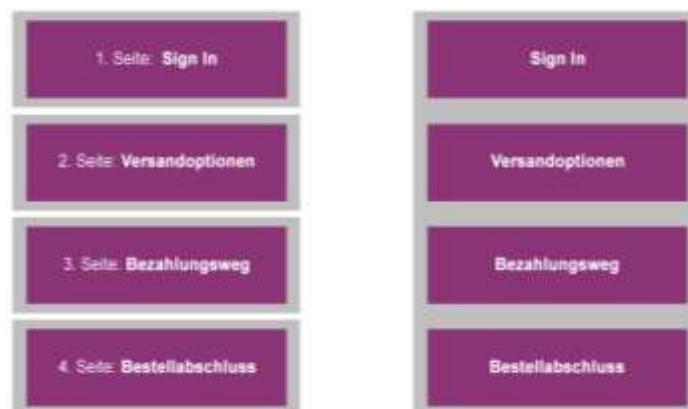 1. Seite: Sign In
2. Seite: Versandoptionen
3. Seite: Bezahlungsweg
4. Seite: Bestellabschluss
Sign In
Versandoptionen
Bezahlungsweg
Bestellabschluss